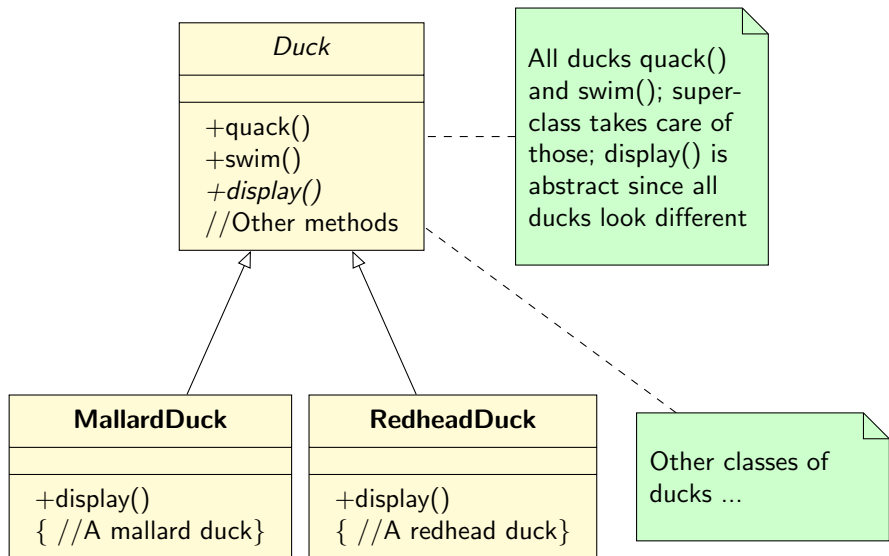 Duck
+quack()
+swim()
+display()
//Other methods
All ducks quack()
and swim(); super-
class takes care of
those; display() is
abstract since all
ducks look different
MallardDuck
+display()
{ //A mallard duck}
RedheadDuck
+display()
{ //A redhead duck}
Other classes of
ducks ...